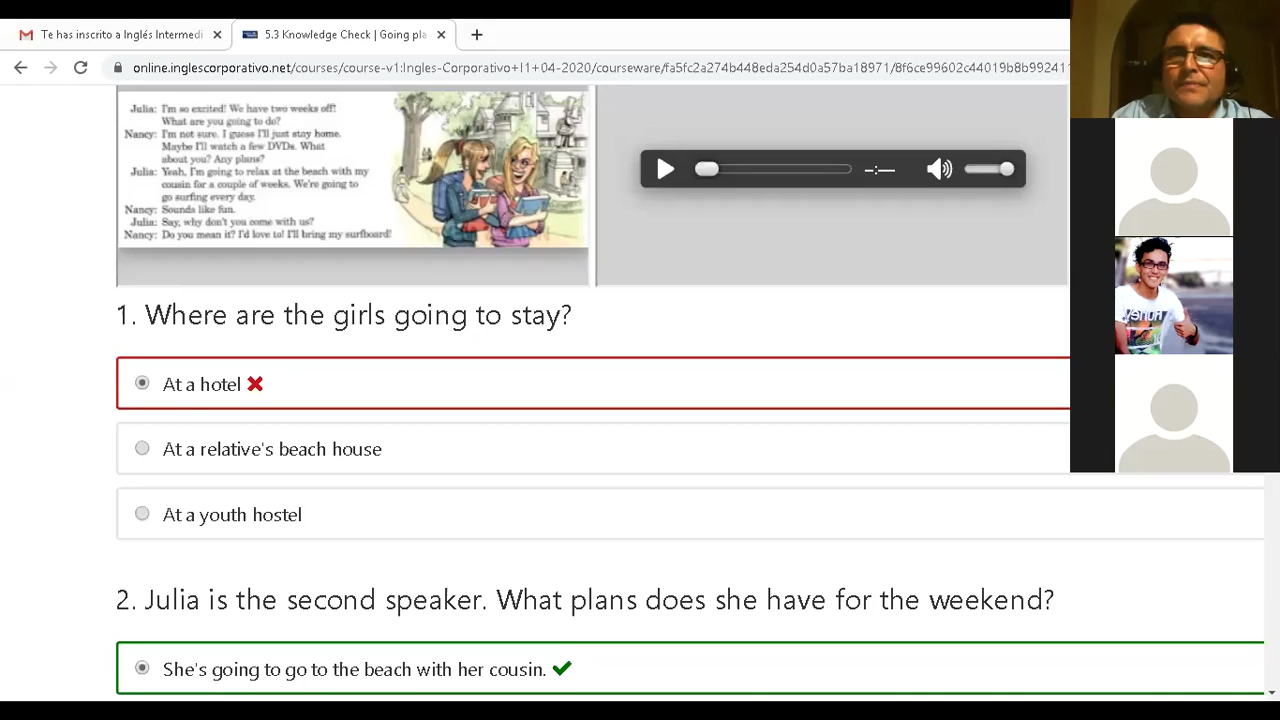 Te has inscrito a Inglés Intermedi
5.3 Knowledge Check | Going pla
online.inglescorporativo.net/courses/course-v1:Ingles-Corporativo+I1+04-2020/courseware/fa5fc2a274b448eda254d0a57ba18971/8f6ce99602c44019b8b992411
Julia: I'm so excited! We have two weeks off!
What are you going to do?
Nancy: I'm not sure. I guess I'll just stay home.
Maybe I'll watch a few DVDs. What
about you? Any plans?
Julia: Yeah, I'm going to relax at the beach with my
cousin for a couple of weeks. We're going to
go surfing every day.
Nancy: Sounds like fun.
Julia: Say, why don't you come with us?
Nancy: Do you mean it? I'd love to! I'll bring my surfboard!
-:--
1. Where are the girls going to stay?
At a hotel
At a relative's beach house
At a youth hostel
2. Julia is the second speaker. What plans does she have for the weekend?
She's going to go to the beach with her cousin.